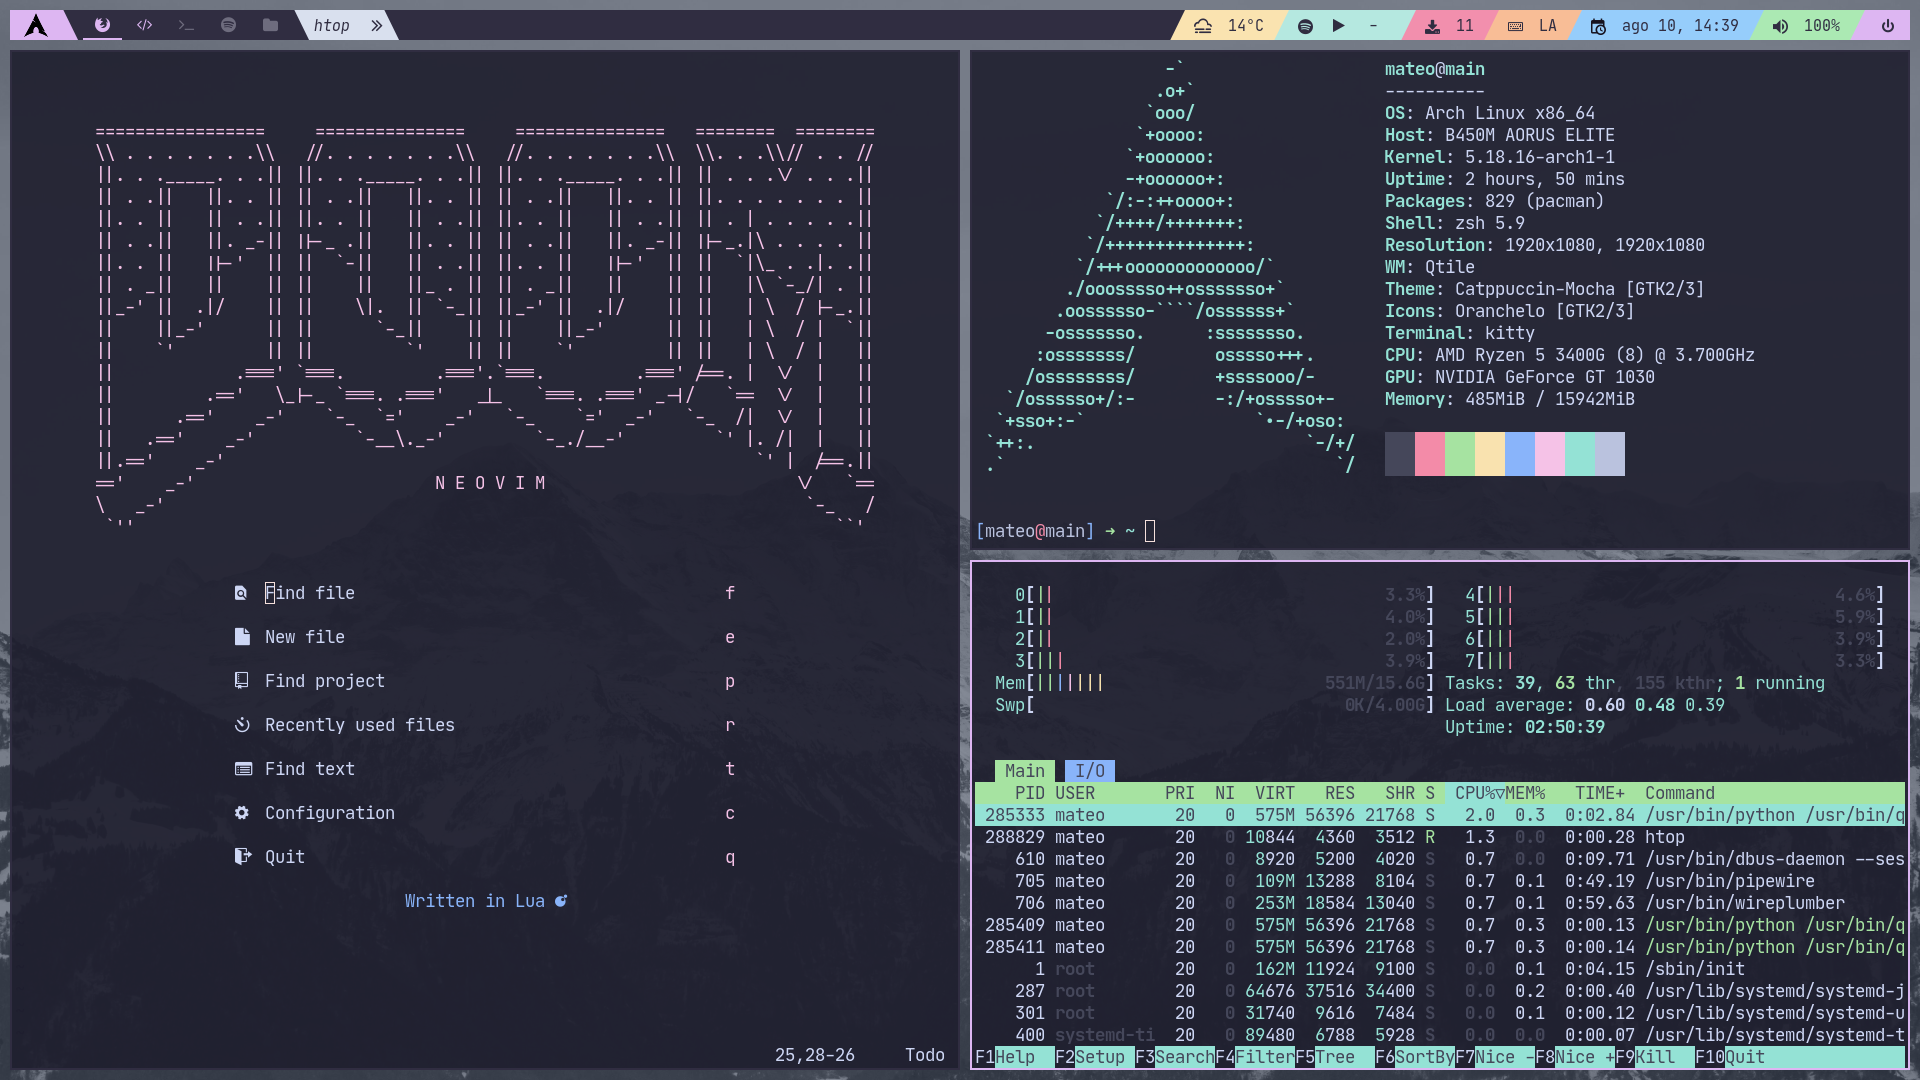 htop
14°C
-
11
LA
ago 10, 14:39
100%
NEOVIM
Find file f
New file e
Find project p
Recently used files r
Find text t
Configuration c
Quit q
Written in Lua
25,28-26 Todo
mateo@main
----------
OS: Arch Linux x86_64
Host: B450M AORUS ELITE
Kernel: 5.18.16-arch1-1
Uptime: 2 hours, 50 mins
Packages: 829 (pacman)
Shell: zsh 5.9
Resolution: 1920x1080, 1920x1080
WM: Qtile
Theme: Catppuccin-Mocha [GTK2/3]
Icons: Oranchelo [GTK2/3]
Terminal: kitty
CPU: AMD Ryzen 5 3400G (8) @ 3.700GHz
GPU: NVIDIA GeForce GT 1030
Memory: 485MiB / 15942MiB
[mateo@main] → ~
0[|| 3.3%] 4[||| 4.6%]
1[|| 4.0%] 5[||| 5.9%]
2[|| 2.0%] 6[||| 3.9%]
3[||| 3.9%] 7[||| 3.3%]
Mem[||||||| 551M/15.6G] Tasks: 39, 63 thr, 155 kthr; 1 running
Swp[ 0K/4.00G] Load average: 0.60 0.48 0.39
Uptime: 02:50:39
Main I/O
PID USER PRI NI VIRT RES SHR S CPU%▽MEM% TIME+ Command
285333 mateo 20 0 575M 56396 21768 S 2.0 0.3 0:02.84 /usr/bin/python /usr/bin/q
288829 mateo 20 0 10844 4360 3512 R 1.3 0.0 0:00.28 htop
610 mateo 20 0 8920 5200 4020 S 0.7 0.0 0:09.71 /usr/bin/dbus-daemon --ses
705 mateo 20 0 109M 13288 8104 S 0.7 0.1 0:49.19 /usr/bin/pipewire
706 mateo 20 0 253M 18584 13040 S 0.7 0.1 0:59.63 /usr/bin/wireplumber
285409 mateo 20 0 575M 56396 21768 S 0.7 0.3 0:00.13 /usr/bin/python /usr/bin/q
285411 mateo 20 0 575M 56396 21768 S 0.7 0.3 0:00.14 /usr/bin/python /usr/bin/q
1 root 20 0 162M 11924 9100 S 0.0 0.1 0:04.15 /sbin/init
287 root 20 0 64676 37516 34400 S 0.0 0.2 0:00.40 /usr/lib/systemd/systemd-j
301 root 20 0 31740 9616 7484 S 0.0 0.1 0:00.12 /usr/lib/systemd/systemd-u
400 systemd-ti 20 0 89480 6788 5928 S 0.0 0.0 0:00.07 /usr/lib/systemd/systemd-t
F1Help F2Setup F3SearchF4FilterF5Tree F6SortByF7Nice -F8Nice +F9Kill F10Quit